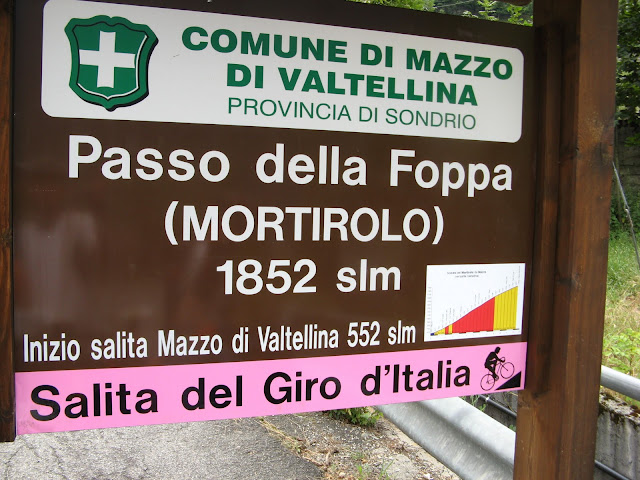 COMUNE DI MAZZO
DI VALTELLINA
PROVINCIA DI SONDRIO
Passo della Foppa
(MORTIROLO)
1852 slm
Inizio salita Mazzo di Valtellina 552 slm
Salita del Giro d'Italia